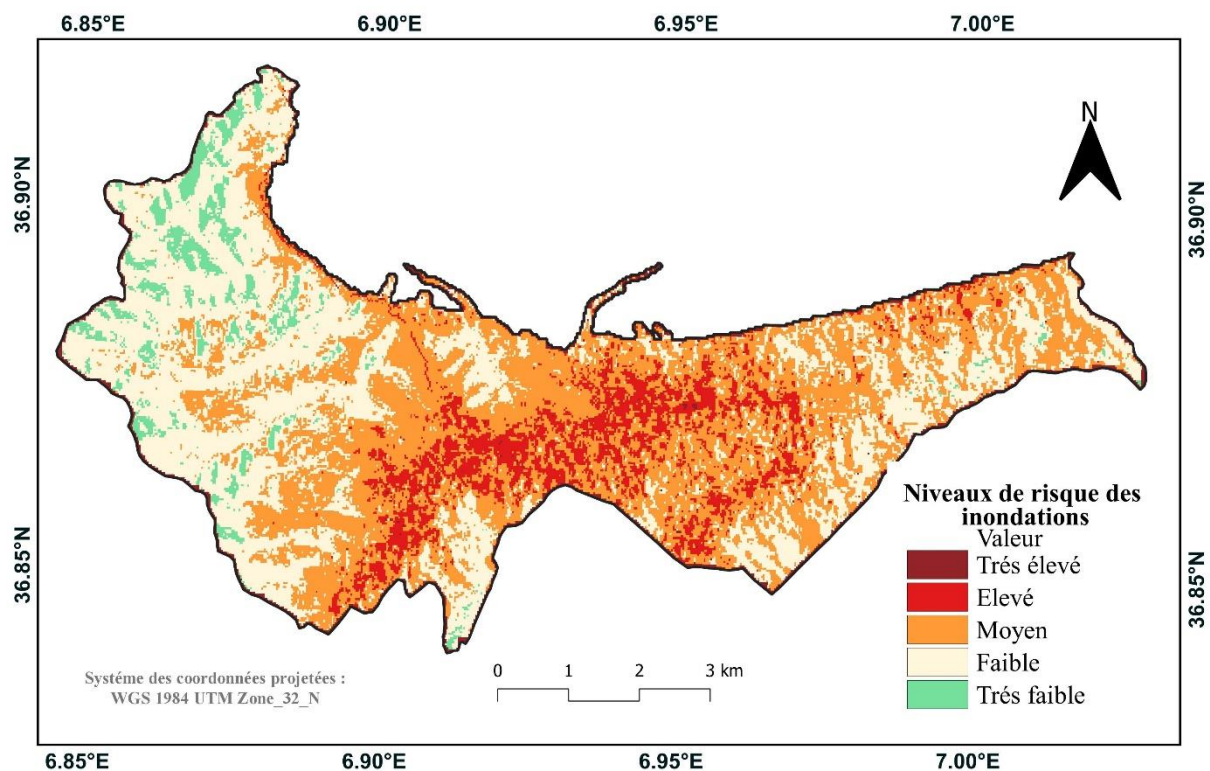 6.85°E 6.90°E 6.95°E 7.00°E
36.90°N
36.90°N
N
36.85°N
36.85°N
Niveaux de risque des
inondations
Valeur
Trés élevé
Elevé
Moyen
Faible
Trés faible
0 1 2 3 km
Systéme des coordonnées projetées :
WGS 1984 UTM Zone_32_N
6.85°E 6.90°E 6.95°E 7.00°E